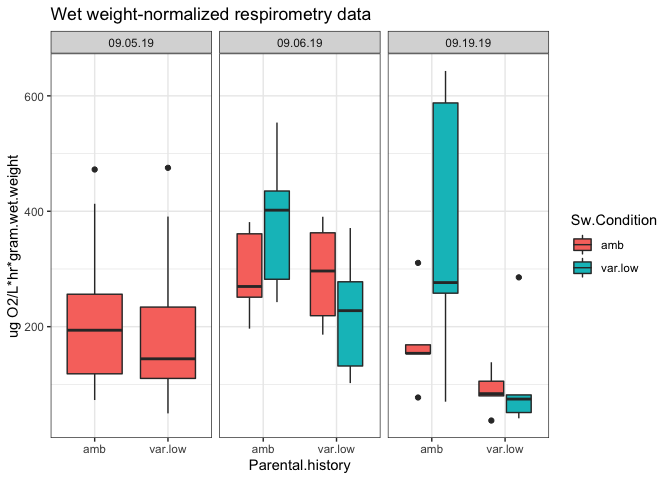 Wet weight-normalized respirometry data
09.05.19 09.06.19 09.19.19
ug O2/L*hr*gram.wet.weight
600
400
200
amb var.low amb var.low amb var.low
Parental.history
Sw.Condition
amb
var.low